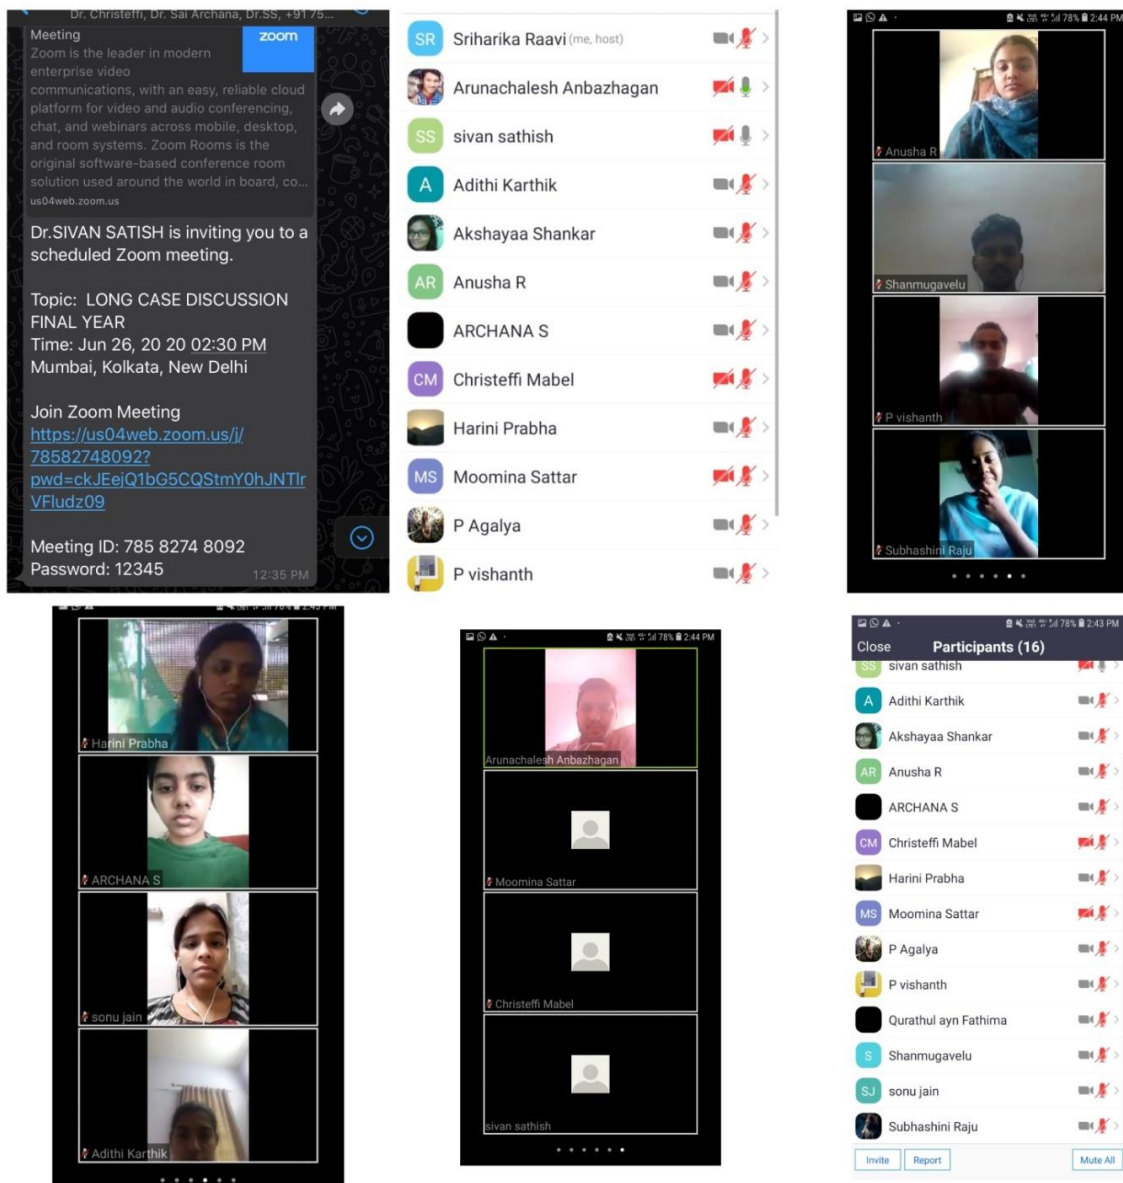 Dr. Christeffi, Dr. Sai Archana, Dr.SS, +91 75...
Meeting
zoom
Zoom is the leader in modern
enterprise video
communications, with an easy, reliable cloud
platform for video and audio conferencing,
chat, and webinars across mobile, desktop,
and room systems. Zoom Rooms is the
original software-based conference room
solution used around the world in board, co...
us04web.zoom.us
Dr.SIVAN SATISH is inviting you to a
scheduled Zoom meeting.
Topic: LONG CASE DISCUSSION
FINAL YEAR
Time: Jun 26, 20 20 02:30 PM
Mumbai, Kolkata, New Delhi
Join Zoom Meeting
https://us04web.zoom.us/j/
78582748092?
pwd=ckJEejQ1bG5CQStmY0hJNTlr
VFludz09
Meeting ID: 785 8274 8092
Password: 12345
12:35 PM
SR Sriharika Raavi (me, host)
Arunachalesh Anbazhagan
SS sivan sathish
A Adithi Karthik
Akshayaa Shankar
AR Anusha R
ARCHANA S
CM Christeffi Mabel
Harini Prabha
MS Moomina Sattar
P Agalya
P vishanth
78% 2:44 PM
Anusha R
Shanmugavelu
P vishanth
Subhashini Raju
78% 2:43 PM
Harini Prabha
ARCHANA S
sonu jain
Adithi Karthik
78% 2:44 PM
Arunachalesh Anbazhagan
Moomina Sattar
Christeffi Mabel
sivan sathish
78% 2:43 PM
Close Participants (16)
SS sivan sathish
A Adithi Karthik
Akshayaa Shankar
AR Anusha R
ARCHANA S
CM Christeffi Mabel
Harini Prabha
MS Moomina Sattar
P Agalya
P vishanth
Qurathul ayn Fathima
S Shanmugavelu
SJ sonu jain
Subhashini Raju
Invite Report Mute All